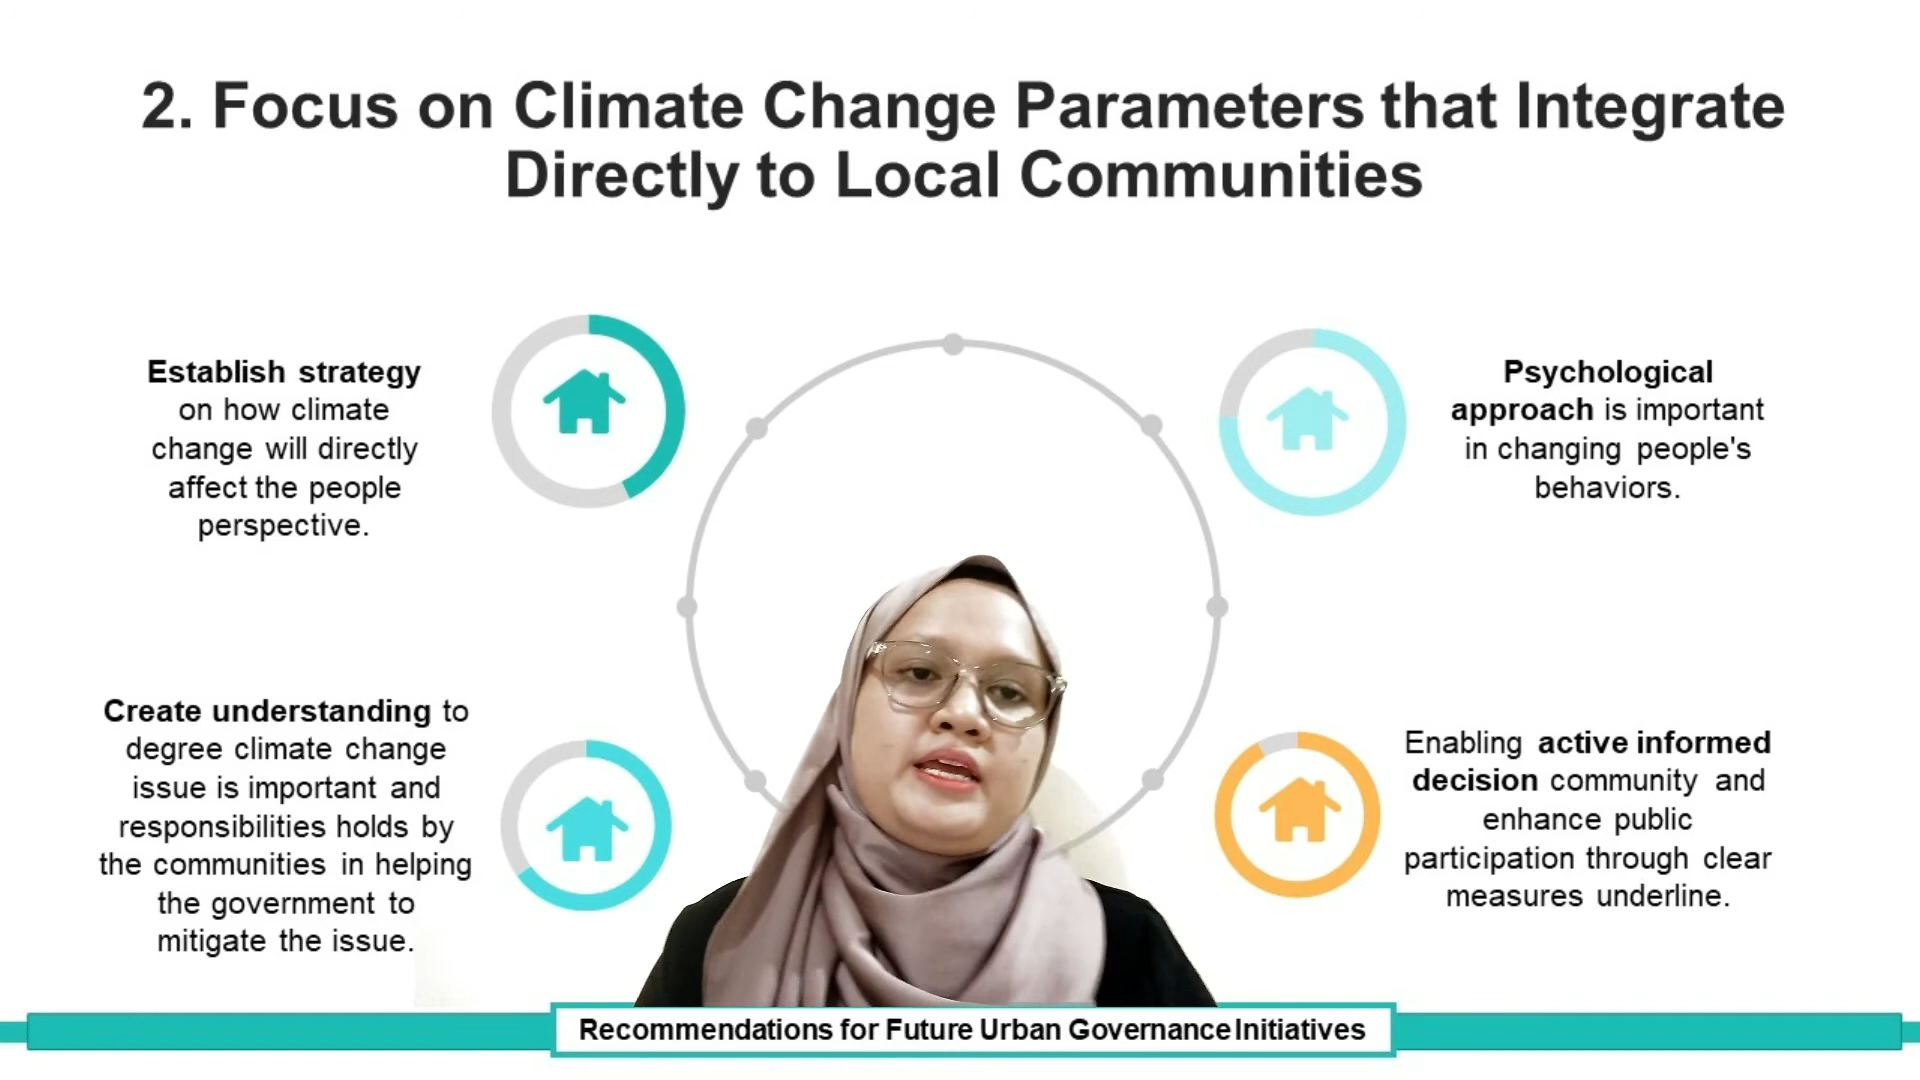 2. Focus on Climate Change Parameters that Integrate
Directly to Local Communities
Establish strategy
on how climate
change will directly
affect the people
perspective.
Psychological
approach is important
in changing people's
behaviors.
Create understanding to
degree climate change
issue is important and
responsibilities holds by
the communities in helping
the government to
mitigate the issue.
Enabling active informed
decision community and
enhance public
participation through clear
measures underline.
Recommendations for Future Urban Governance Initiatives